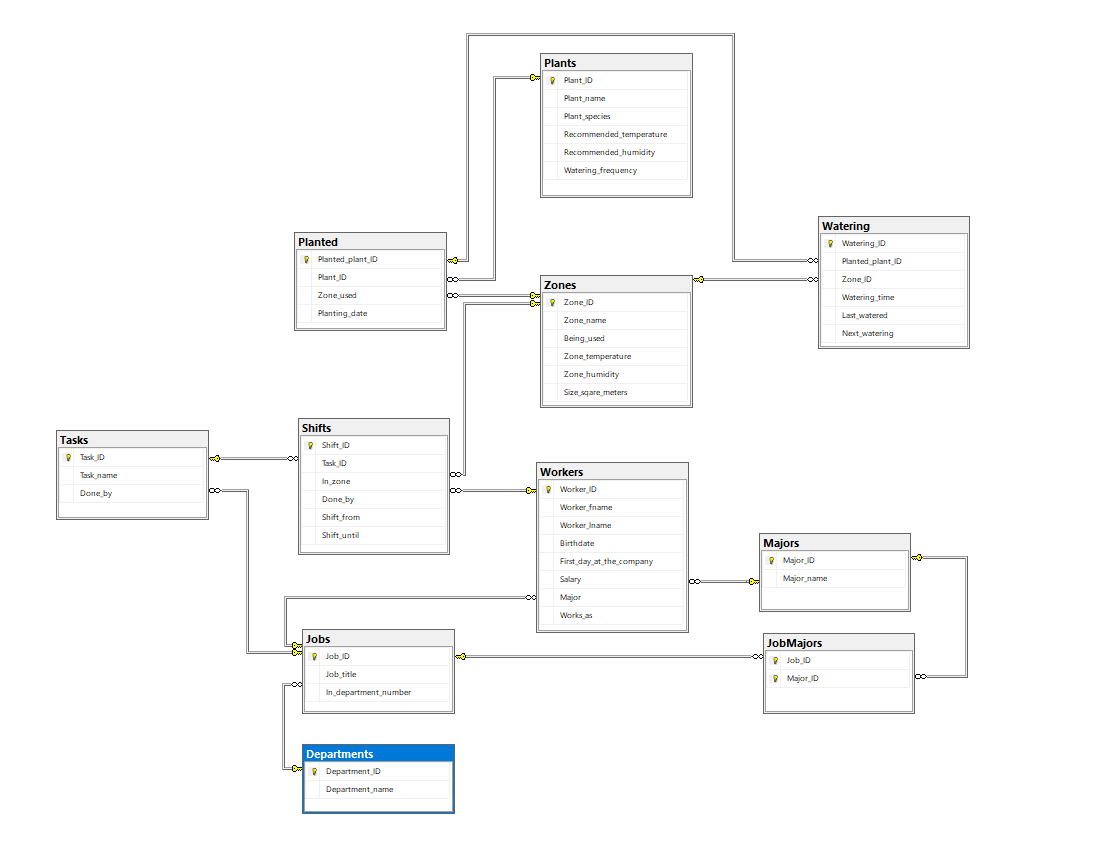 Plants
Plant_ID
Plant_name
Plant_species
Recommended_temperature
Recommended_humidity
Watering_frequency
Planted
Planted_plant_ID
Plant_ID
Zone_used
Planting_date
Watering
Watering_ID
Planted_plant_ID
Zone_ID
Watering_time
Last_watered
Next_watering
Zones
Zone_ID
Zone_name
Being_used
Zone_temperature
Zone_humidity
Size_sqare_meters
Tasks
Task_ID
Task_name
Done_by
Shifts
Shift_ID
Task_ID
In_zone
Done_by
Shift_from
Shift_until
Workers
Worker_ID
Worker_fname
Worker_lname
Birthdate
First_day_at_the_company
Salary
Major
Works_as
Majors
Major_ID
Major_name
Jobs
Job_ID
Job_title
In_department_number
JobMajors
Job_ID
Major_ID
Departments
Department_ID
Department_name